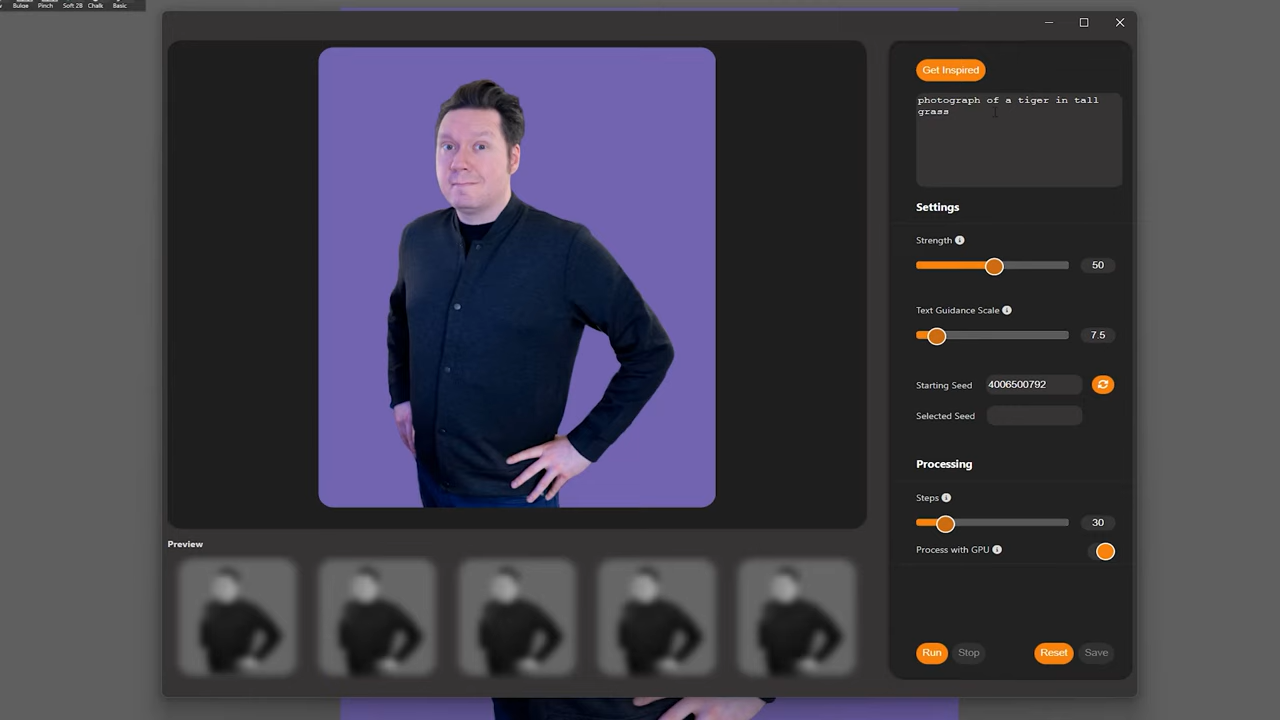 Bulge Pinch Soft 2B Chalk Basic
Get Inspired
photograph of a tiger in tall
grass
Settings
Strength
50
Text Guidance Scale
7.5
Starting Seed 4006500792
Selected Seed
Processing
Steps
30
Process with GPU
Preview
Run Stop Reset Save